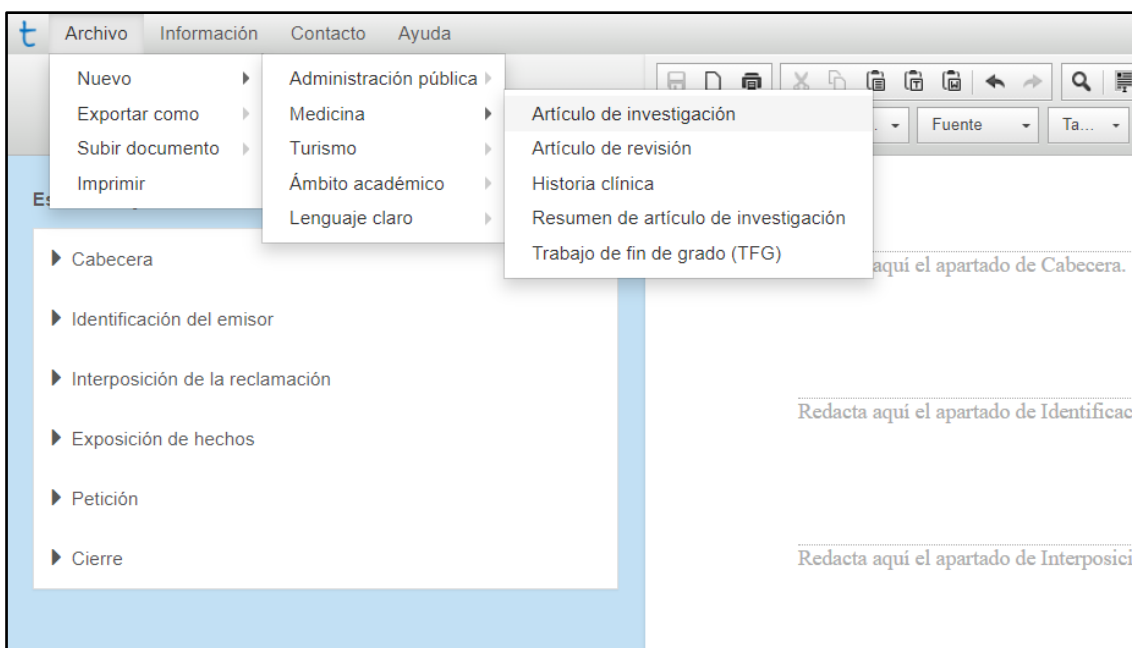 Archivo Información Contacto Ayuda
Nuevo
Exportar como
Subir documento
Imprimir
Administración pública
Medicina
Turismo
Ámbito académico
Lenguaje claro
Artículo de investigación
Artículo de revisión
Historia clínica
Resumen de artículo de investigación
Trabajo de fin de grado (TFG)
Fuente
Ta...
Cabecera
Identificación del emisor
Interposición de la reclamación
Exposición de hechos
Petición
Cierre
aquí el apartado de Cabecera.
Redacta aquí el apartado de Identificac
Redacta aquí el apartado de Interposici